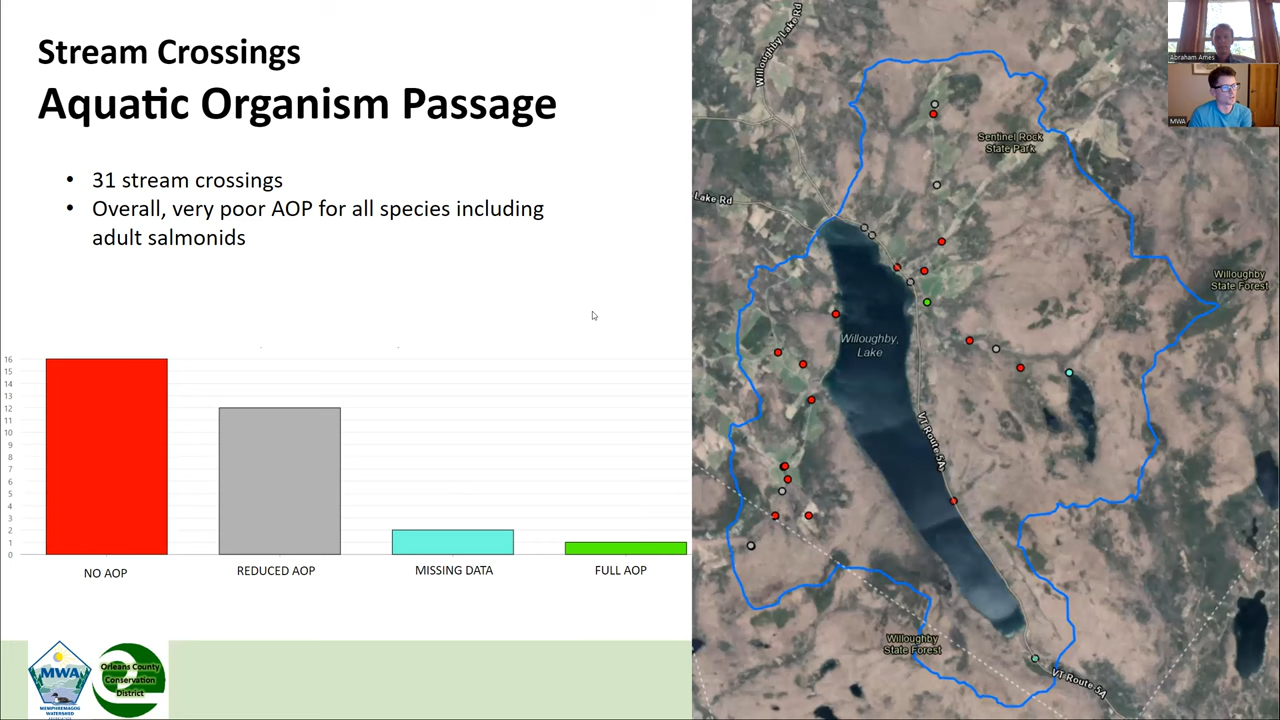 Stream Crossings
Aquatic Organism Passage
• 31 stream crossings
• Overall, very poor AOP for all species including
adult salmonids
16
15
14
13
12
11
10
9
8
7
6
5
4
3
2
1
0
NO AOP
REDUCED AOP
MISSING DATA
FULL AOP
MWA
MEMPHREMAGOG
WATERSHED
Orleans County
Conservation
District
Willoughby Lake Rd
Lake Rd
Sentinel Rock
State Park
Willoughby
State Forest
Willoughby,
Lake
VT Route 5A
Willoughby
State Forest
VT Route 5A
Abraham Ames
MWA